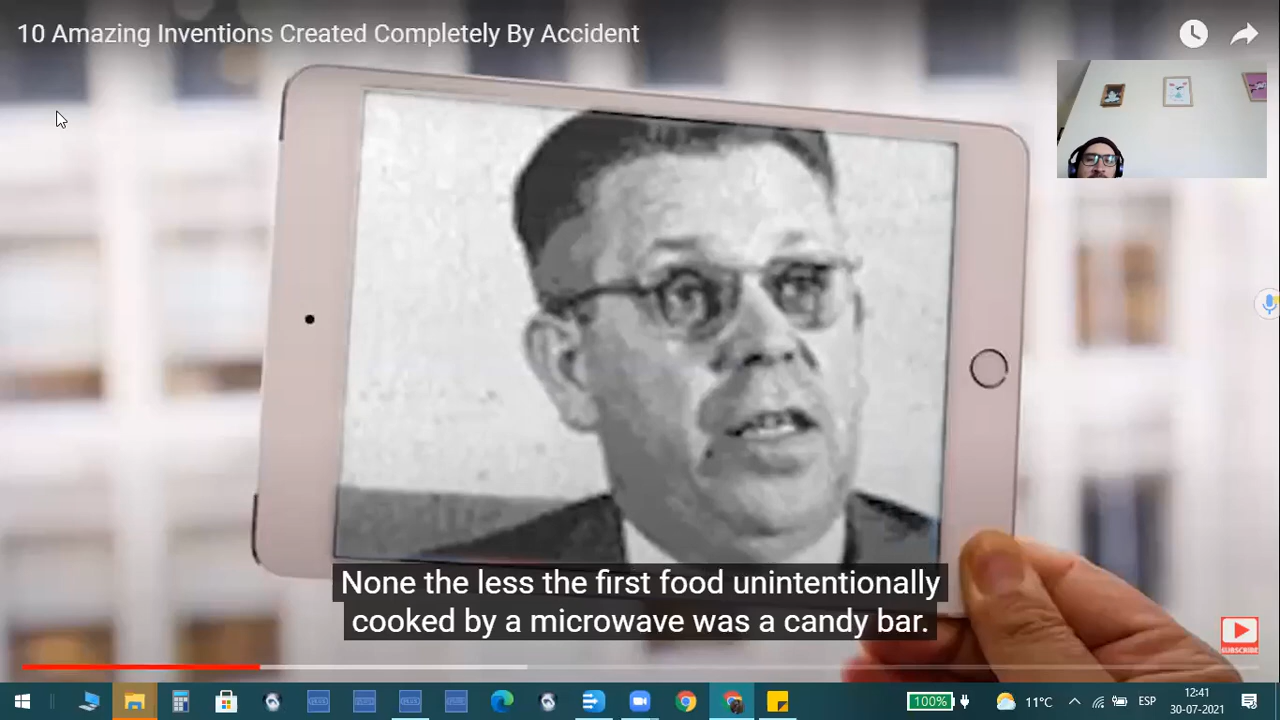 10 Amazing Inventions Created Completely By Accident
None the less the first food unintentionally
cooked by a microwave was a candy bar.
SUBSCRIBE
100%
11°C
ESP
12:41
30-07-2021